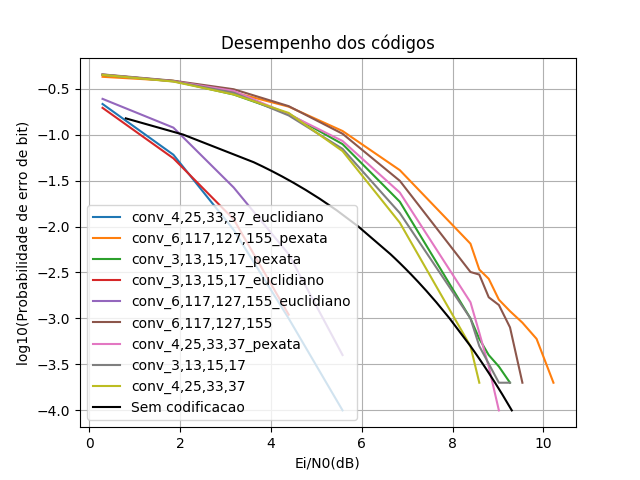 Desempenho dos códigos
log10(Probabilidade de erro de bit)
−0.5
−1.0
−1.5
−2.0
−2.5
−3.0
−3.5
−4.0
conv_4,25,33,37_euclidiano
conv_6,117,127,155_pexata
conv_3,13,15,17_pexata
conv_3,13,15,17_euclidiano
conv_6,117,127,155_euclidiano
conv_6,117,127,155
conv_4,25,33,37_pexata
conv_3,13,15,17
conv_4,25,33,37
Sem codificacao
0 2 4 6 8 10
Ei/N0(dB)